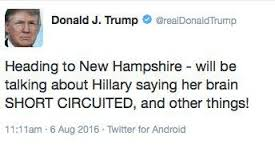 Donald J. Trump @realDonaldTrump
Heading to New Hampshire - will be
talking about Hillary saying her brain
SHORT CIRCUITED, and other things!
11:11am · 6 Aug 2016 · Twitter for Android